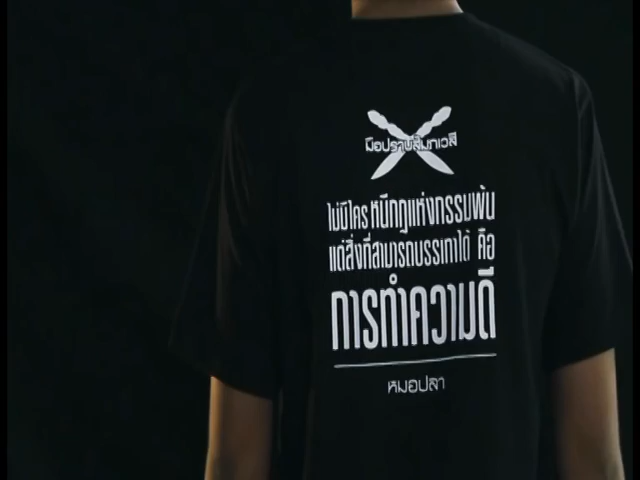 มือปราบสัมภเวสี
ไม่มีใครหนีกฎแห่งกรรมพ้น
แต่สิ่งที่สามารถบรรเทาได้ คือ
การทำความดี
หมอปลา